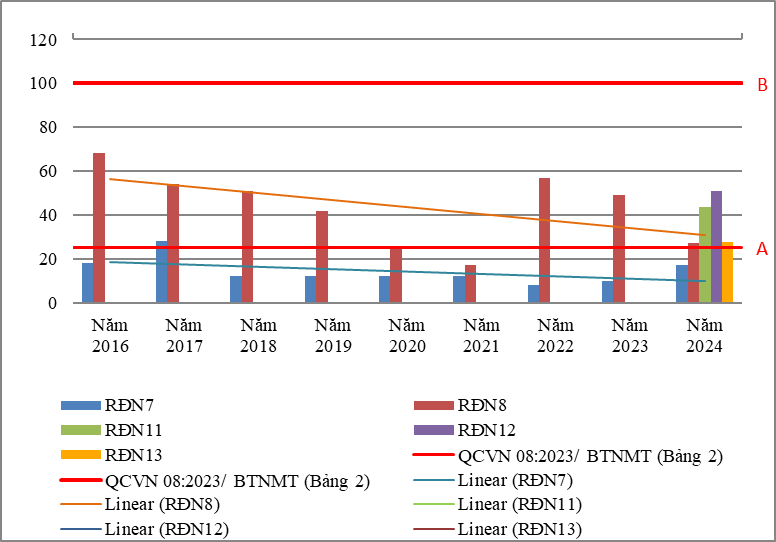 120
100
B
80
60
40
A
20
0
Năm 2016
Năm 2017
Năm 2018
Năm 2019
Năm 2020
Năm 2021
Năm 2022
Năm 2023
Năm 2024
RĐN7
RĐN8
RĐN11
RĐN12
RĐN13
QCVN 08:2023/ BTNMT (Bảng 2)
QCVN 08:2023/ BTNMT (Bảng 2)
Linear (RĐN7)
Linear (RĐN8)
Linear (RĐN11)
Linear (RĐN12)
Linear (RĐN13)